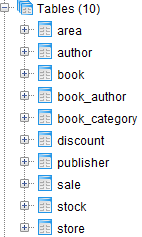 Tables (10)
area
author
book
book_author
book_category
discount
publisher
sale
stock
store